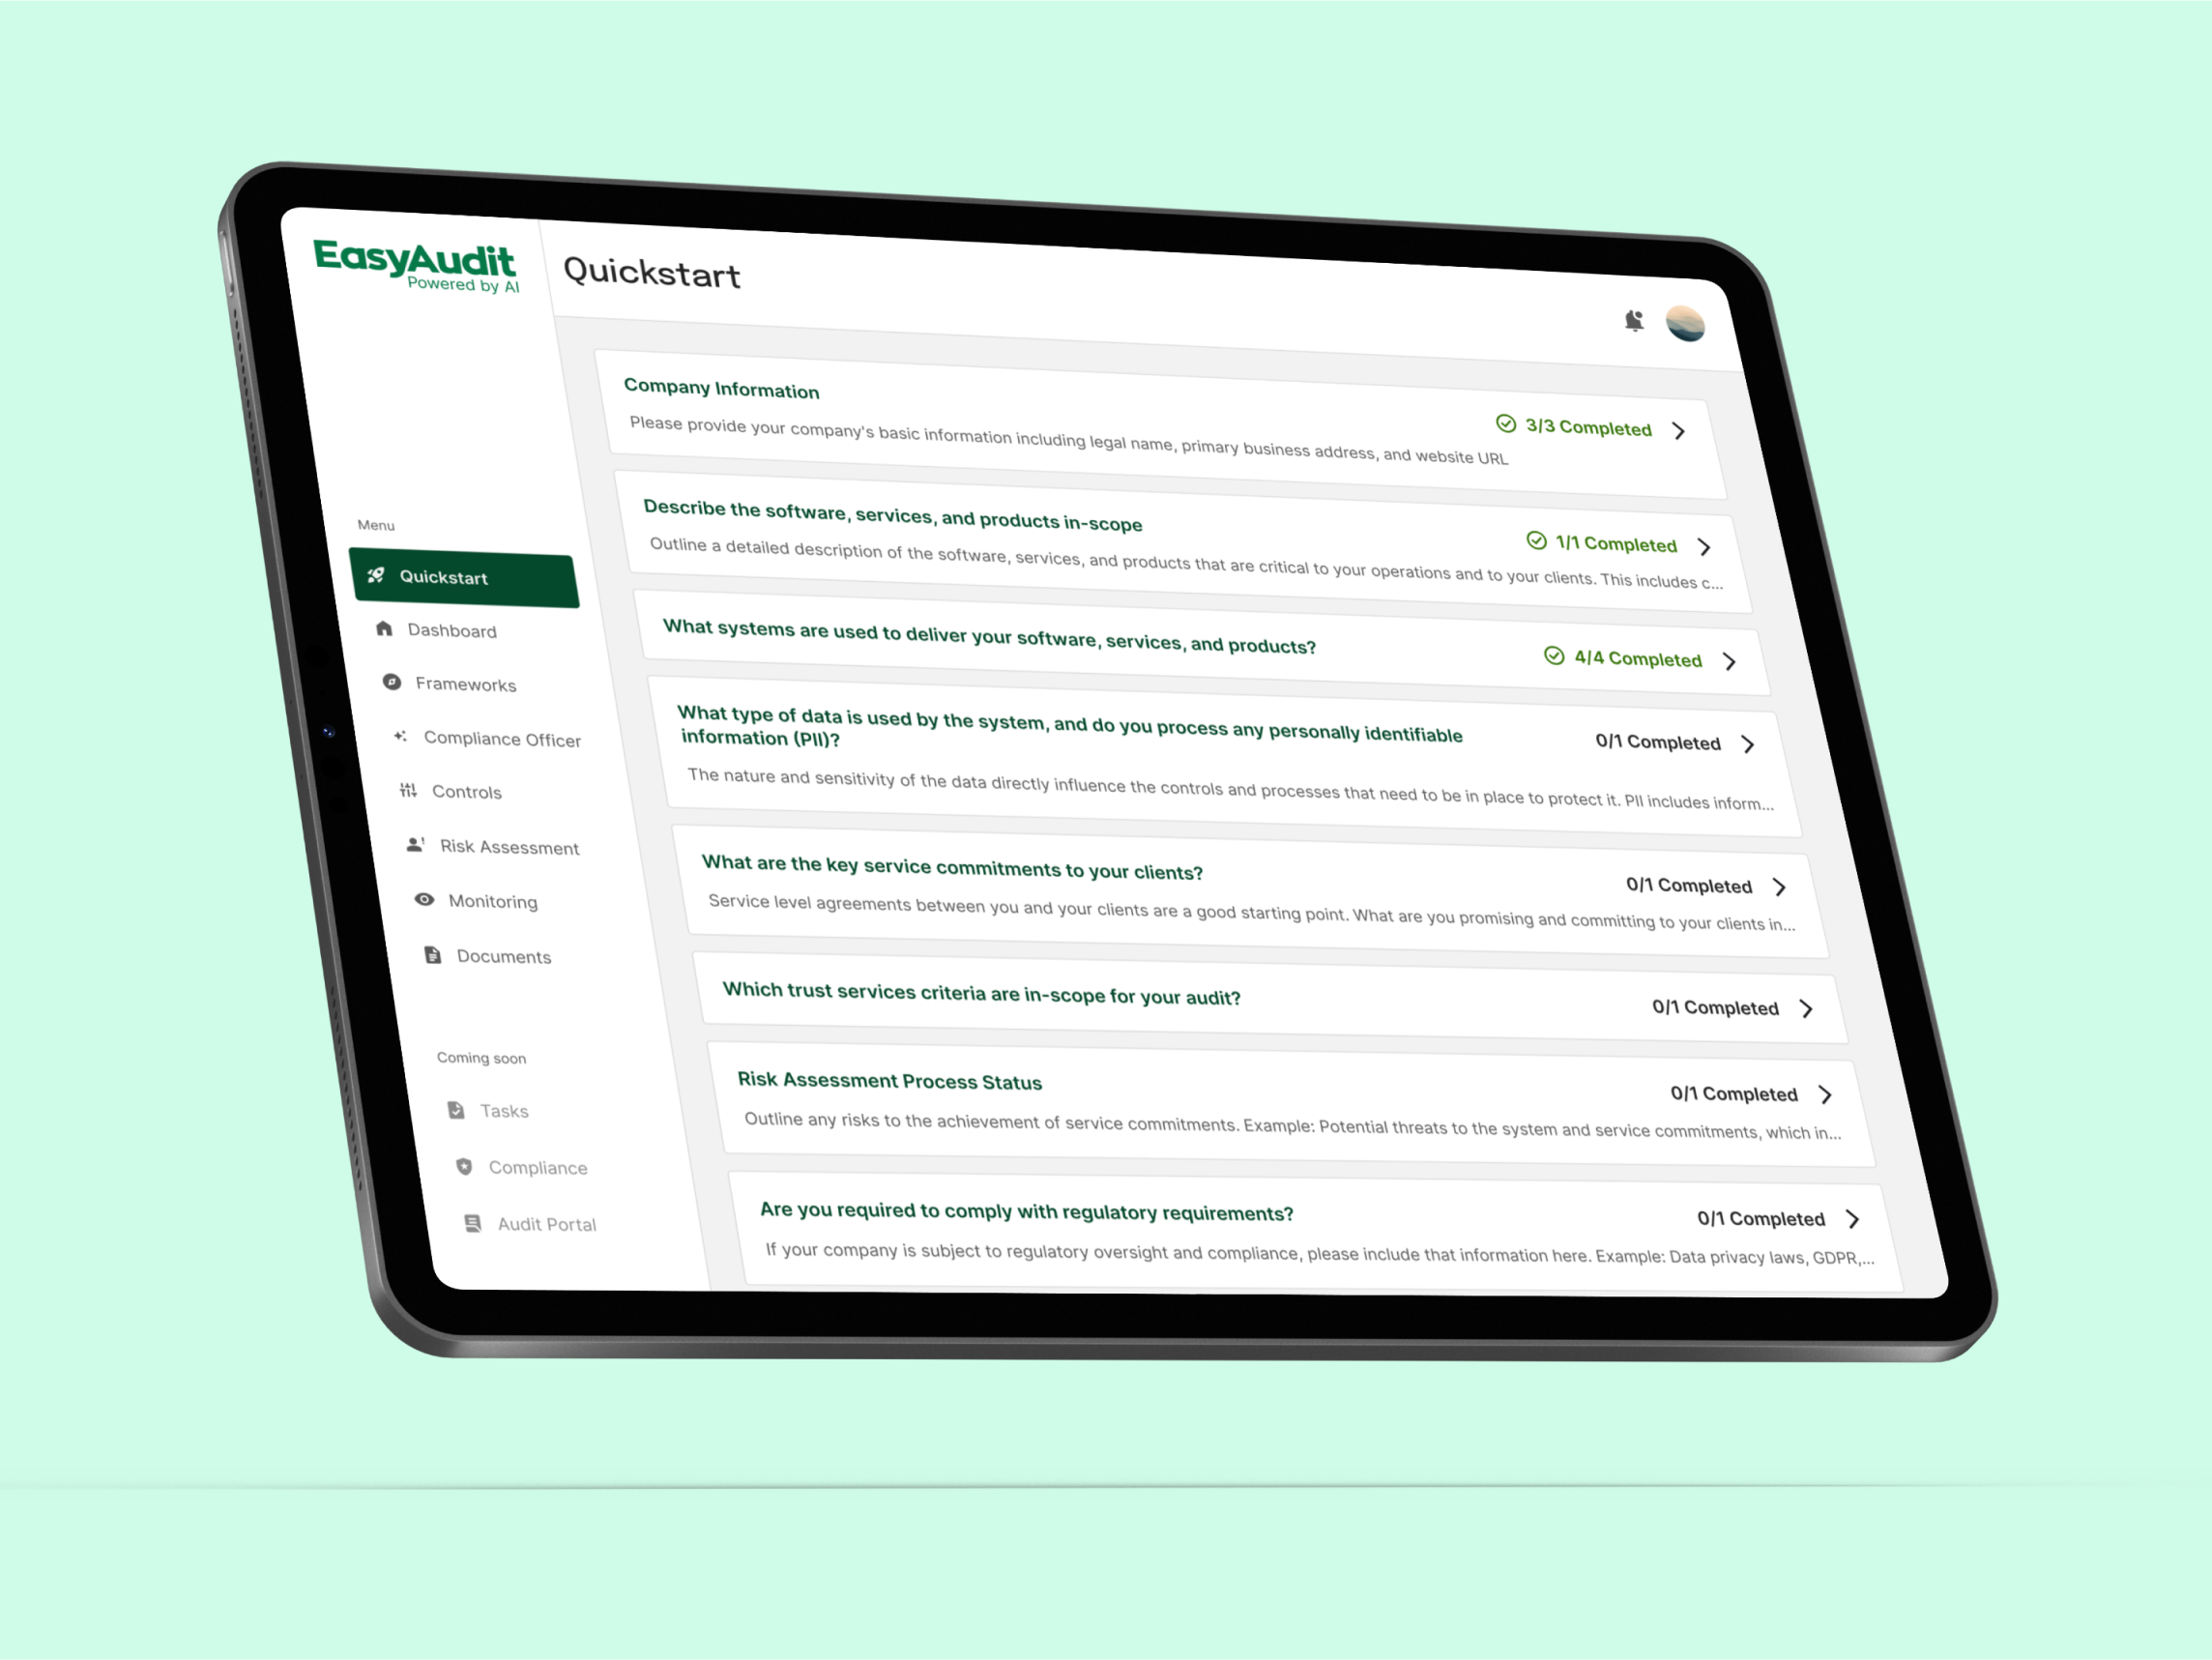 EasyAudit
Powered by AI
Quickstart
Menu
Quickstart
Dashboard
Frameworks
Compliance Officer
Controls
Risk Assessment
Monitoring
Documents
Coming soon
Tasks
Compliance
Audit Portal
Company Information
Please provide your company's basic information including legal name, primary business address, and website URL
3/3 Completed
Describe the software, services, and products in-scope
Outline a detailed description of the software, services, and products that are critical to your operations and to your clients. This includes c...
1/1 Completed
What systems are used to deliver your software, services, and products?
4/4 Completed
What type of data is used by the system, and do you process any personally identifiable
information (PII)?
The nature and sensitivity of the data directly influence the controls and processes that need to be in place to protect it. PII includes inform...
0/1 Completed
What are the key service commitments to your clients?
Service level agreements between you and your clients are a good starting point. What are you promising and committing to your clients in...
0/1 Completed
Which trust services criteria are in-scope for your audit?
0/1 Completed
Risk Assessment Process Status
Outline any risks to the achievement of service commitments. Example: Potential threats to the system and service commitments, which in...
0/1 Completed
Are you required to comply with regulatory requirements?
If your company is subject to regulatory oversight and compliance, please include that information here. Example: Data privacy laws, GDPR,...
0/1 Completed